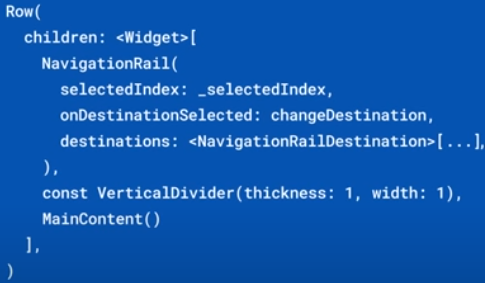 Row(
  children: <Widget>[
    NavigationRail(
      selectedIndex: _selectedIndex,
      onDestinationSelected: changeDestination,
      destinations: <NavigationRailDestination>[...],
    ),
    const VerticalDivider(thickness: 1, width: 1),
    MainContent()
  ],
)